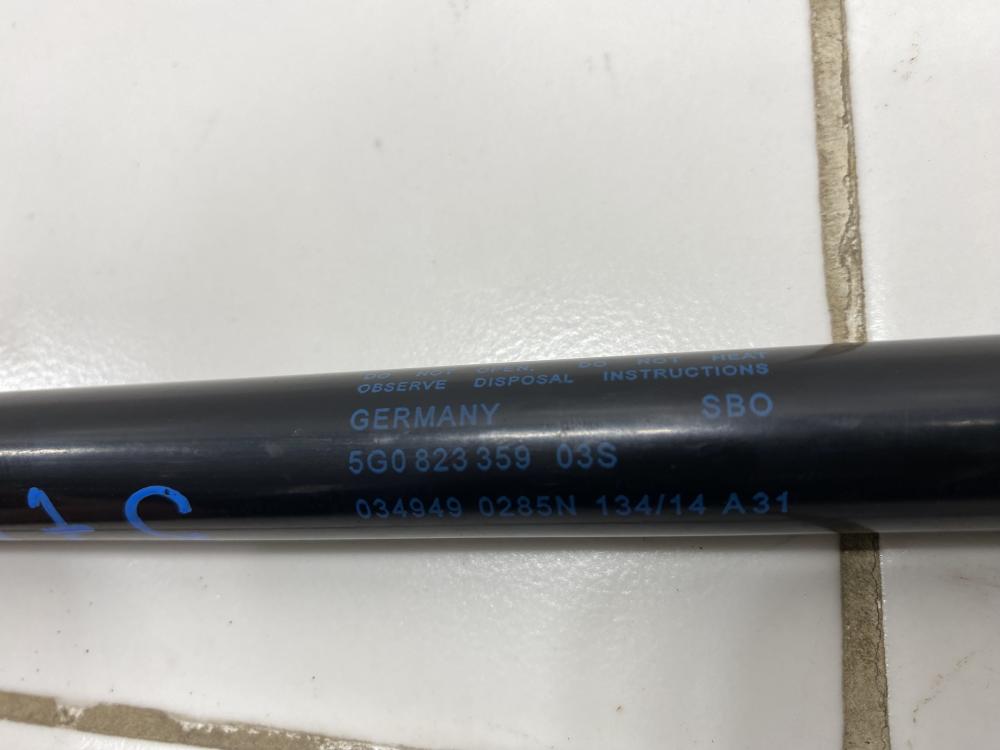 DO NOT OPEN. DO NOT HEAT
OBSERVE DISPOSAL INSTRUCTIONS
GERMANY SBO
5G0 823 359 03S
034949 0285N 134/14 A31